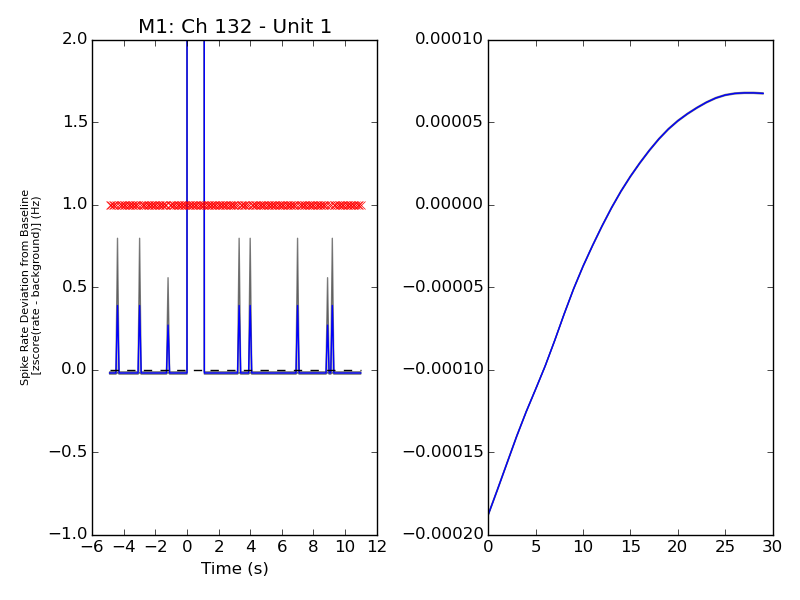 M1: Ch 132 - Unit 1
2.0
1.5
1.0
0.5
0.0
−0.5
−1.0
Spike Rate Deviation from Baseline
[zscore(rate - background)] (Hz)
−6 −4 −2 0 2 4 6 8 10 12
Time (s)
0.00010
0.00005
0.00000
−0.00005
−0.00010
−0.00015
−0.00020
0 5 10 15 20 25 30